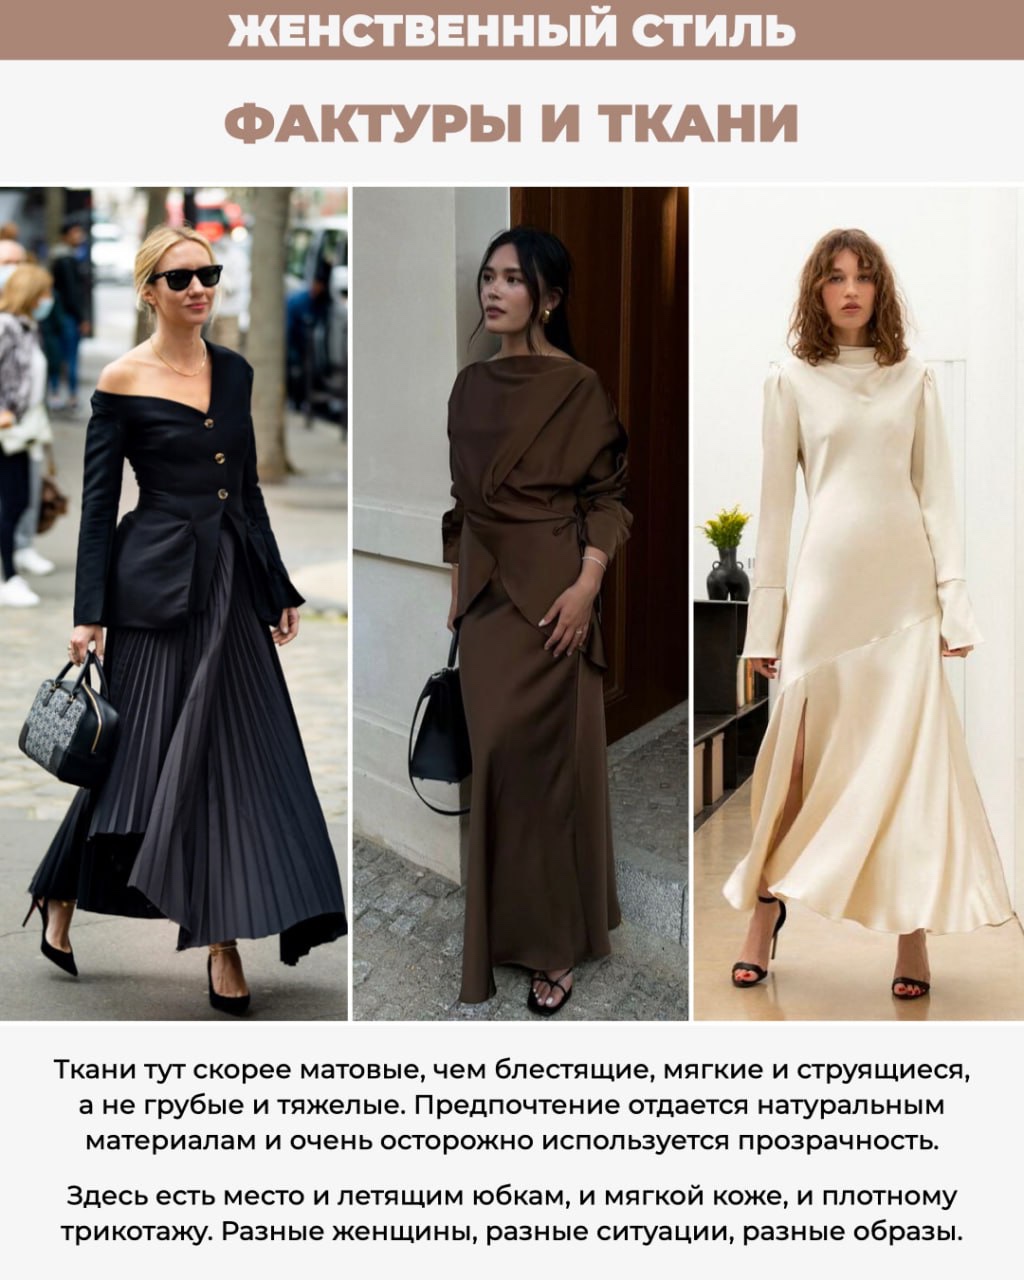 ЖЕНСТВЕННЫЙ СТИЛЬ
ФАКТУРЫ И ТКАНИ
Ткани тут скорее матовые, чем блестящие, мягкие и струящиеся,
а не грубые и тяжелые. Предпочтение отдается натуральным
материалам и очень осторожно используется прозрачность.
Здесь есть место и летящим юбкам, и мягкой коже, и плотному
трикотажу. Разные женщины, разные ситуации, разные образы.